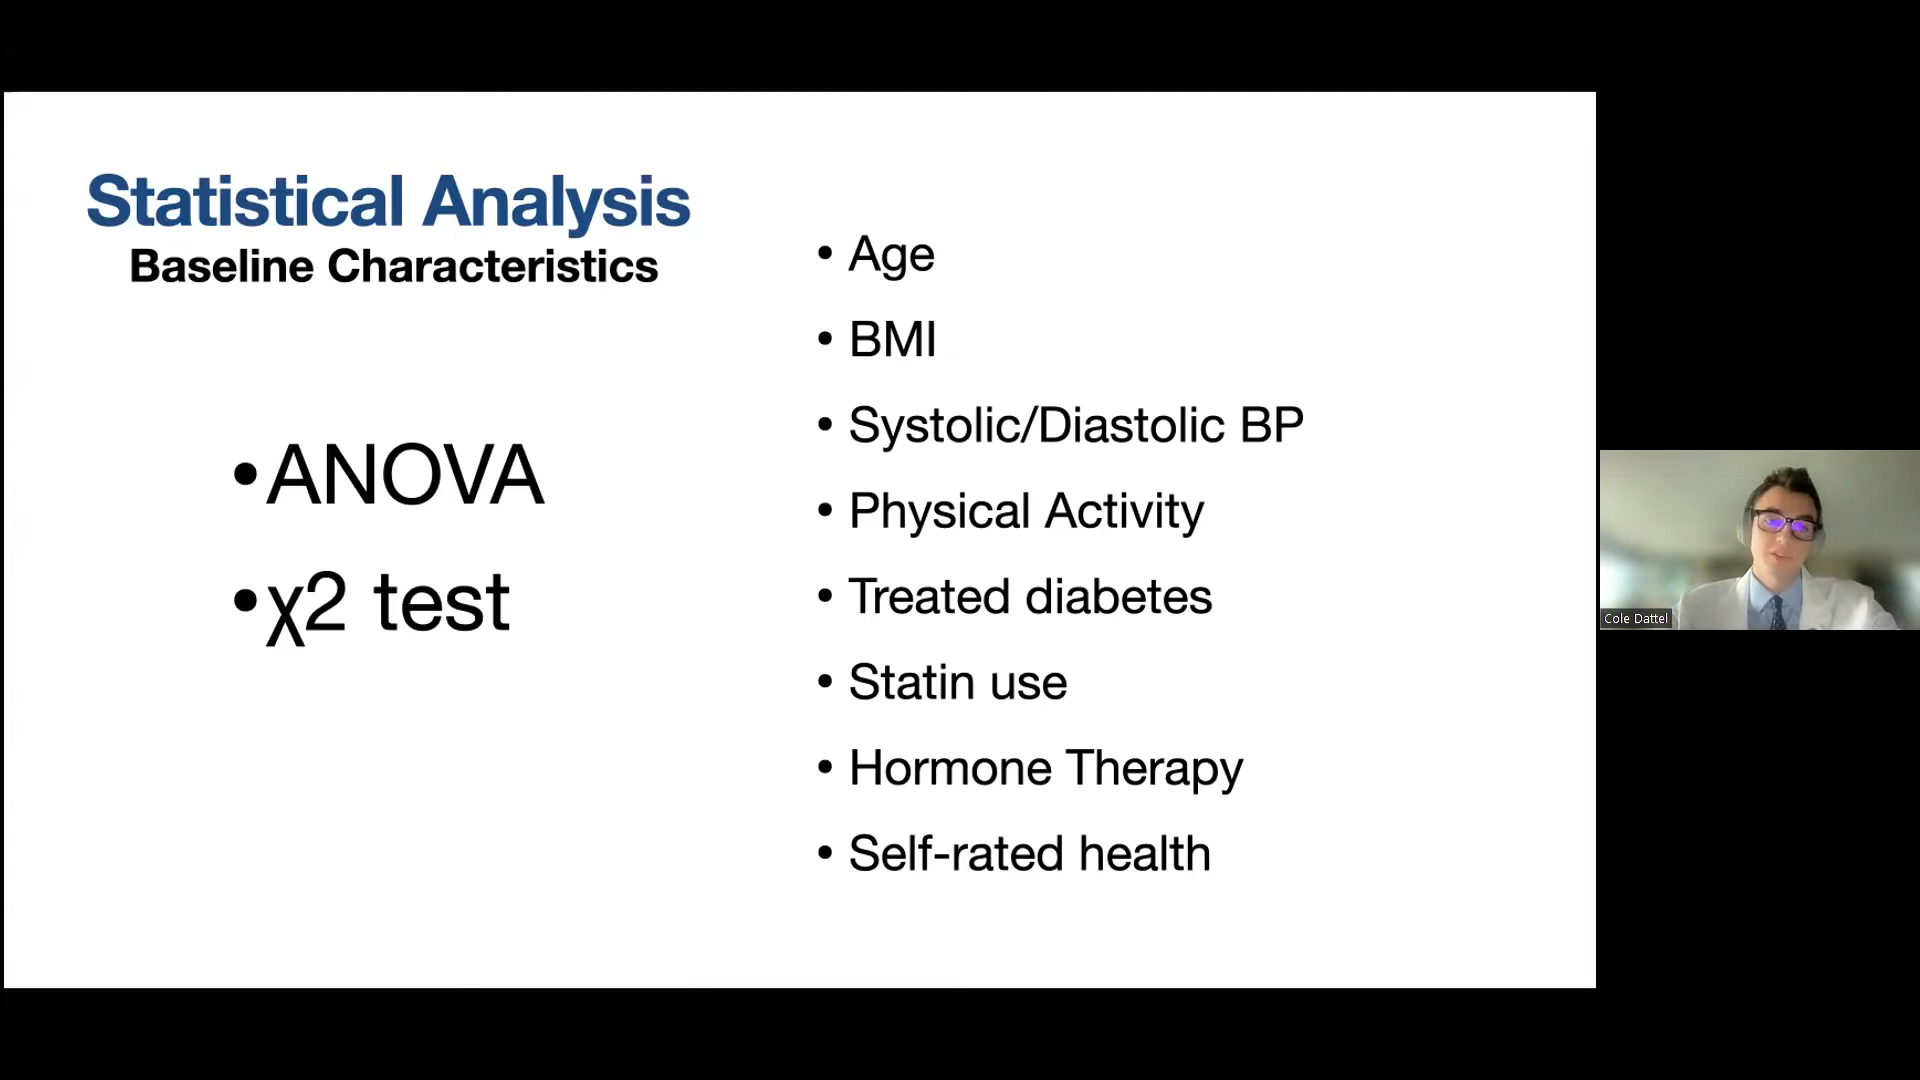 Statistical Analysis
Baseline Characteristics
•ANOVA
•χ2 test
• Age
• BMI
• Systolic/Diastolic BP
• Physical Activity
• Treated diabetes
• Statin use
• Hormone Therapy
• Self-rated health
Cole Dattel